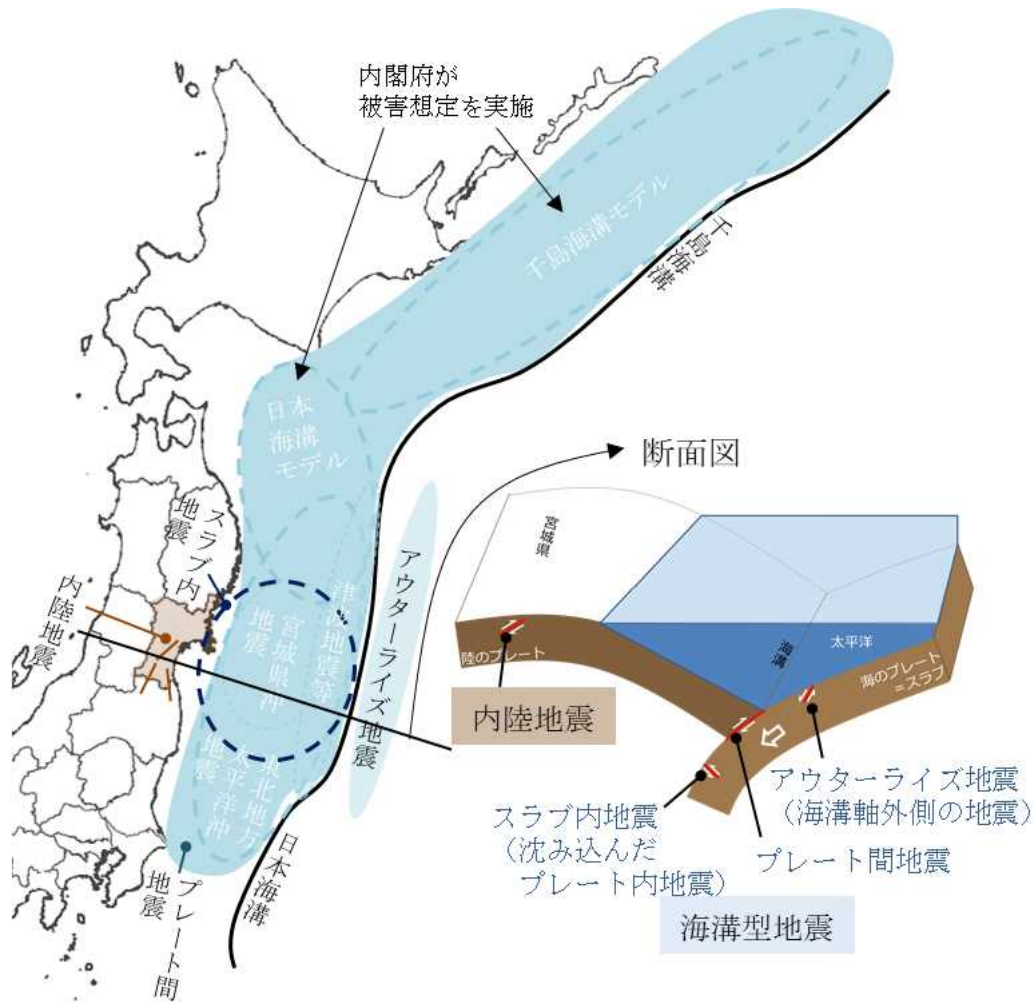 内閣府が
被害想定を実施
千島海溝モデル
千島海溝
日本
海溝
モデル
断面図
スラブ内
地震
アウターライズ地震
内陸地震
津波地震等
宮城県沖
地震
東北地方
太平洋沖
地震
日本海溝
プレート間
地震
宮城県
太平洋
海溝
陸のプレート
海のプレート
=スラブ
内陸地震
アウターライズ地震
(海溝軸外側の地震)
スラブ内地震
(沈み込んだ
プレート内地震)
プレート間地震
海溝型地震